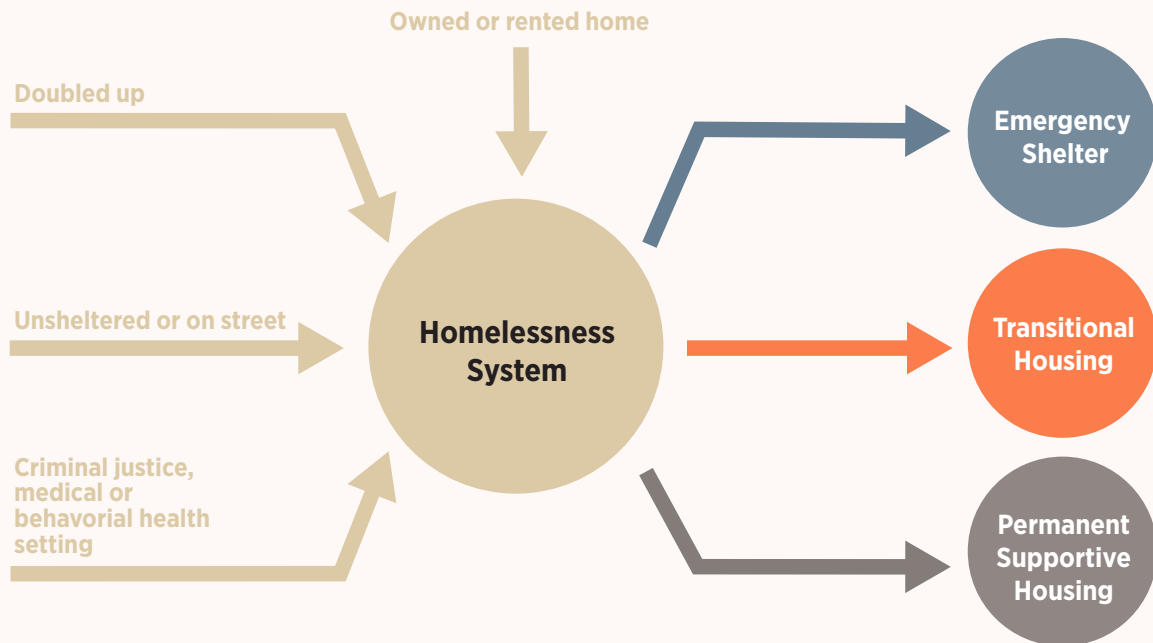 Owned or rented home
Doubled up
Unsheltered or on street
Criminal justice,
medical or
behavorial health
setting
Homelessness
System
Emergency
Shelter
Transitional
Housing
Permanent
Supportive
Housing